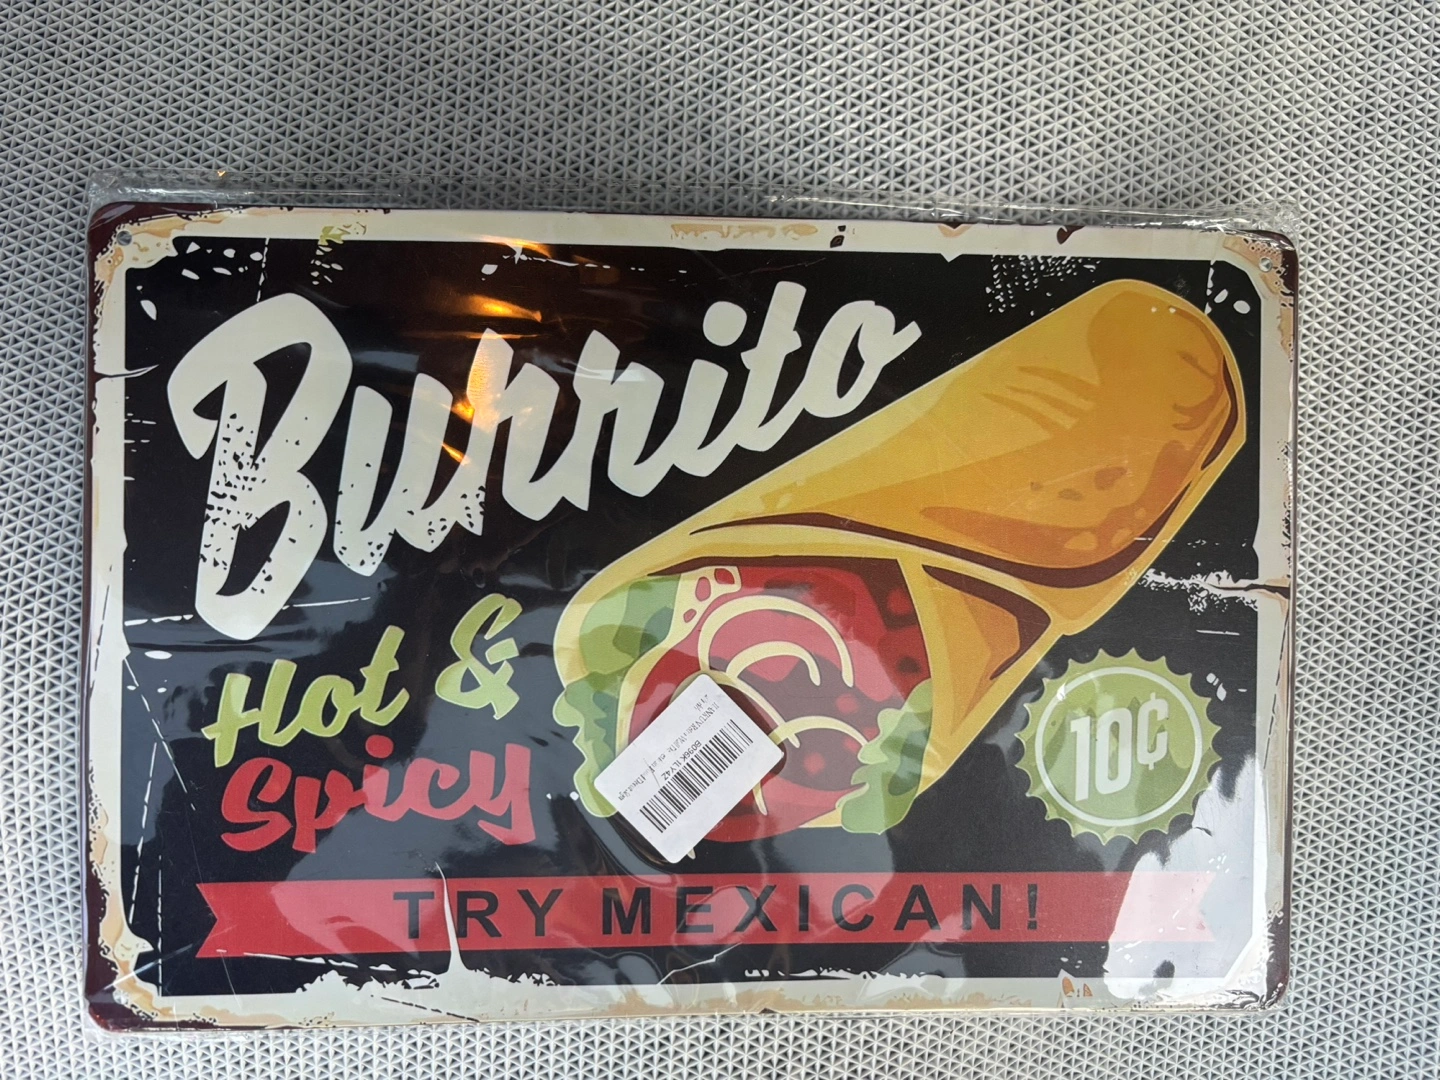 Burrito
Hot &
Spicy
10¢
TRY MEXICAN!